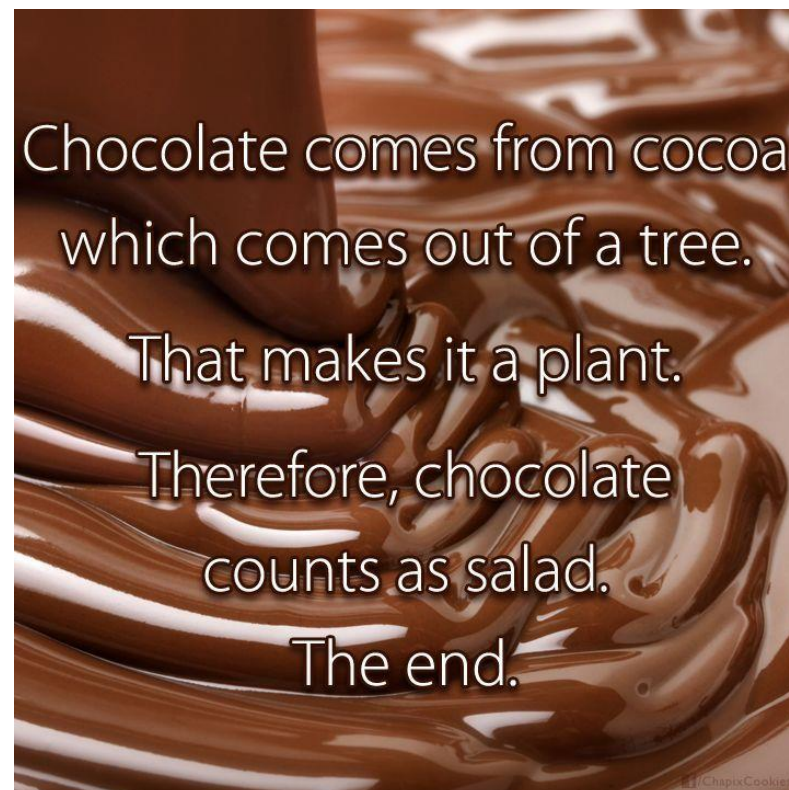 Chocolate comes from cocoa
which comes out of a tree.
That makes it a plant.
Therefore, chocolate
counts as salad.
The end.
/ChapixCookies